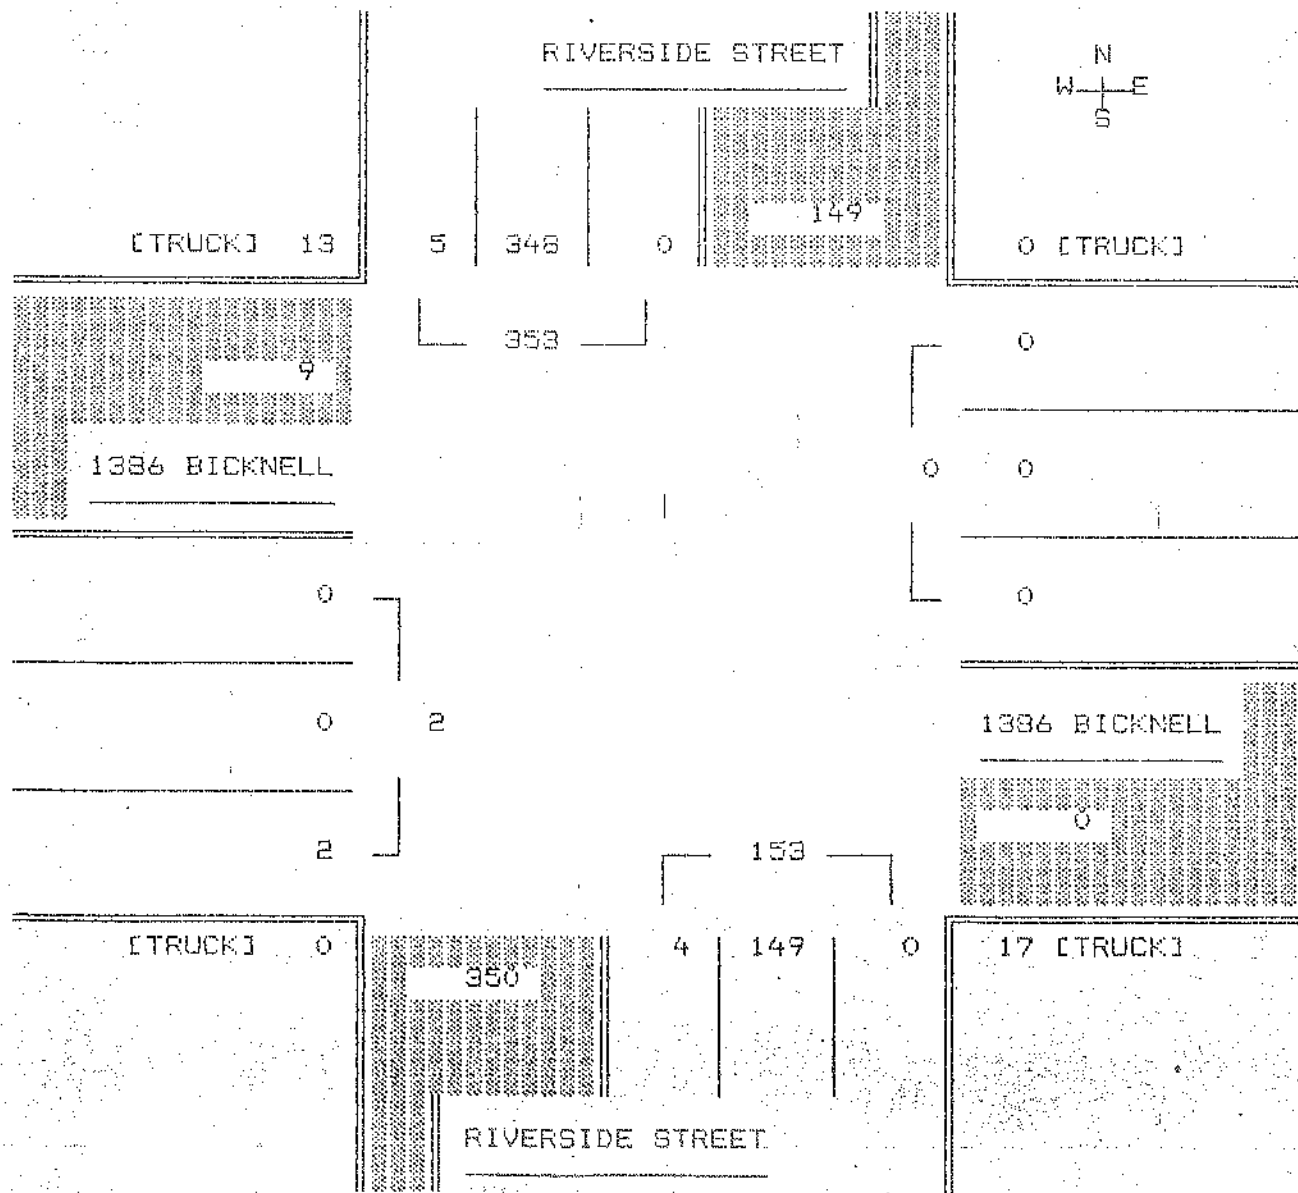 RIVERSIDE STREET
N
W E
S
149
[TRUCK] 13 5 348 0 0 [TRUCK]
353 0
9
1386 BICKNELL 0 0
0 0
0 2 1386 BICKNELL
0
2 153
[TRUCK] 0 4 149 0 17 [TRUCK]
350
RIVERSIDE STREET